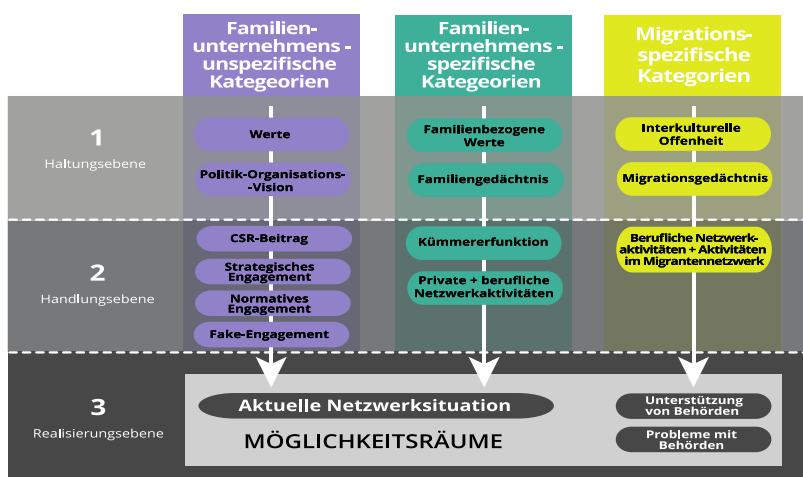 Familien-
unternehmens -
unspezifische
Kategeorien
Familien-
unternehmens -
spezifische
Kategorien
Migrations-
spezifische
Kategorien
1
Haltungsebene
Werte
Politik-Organisations-
-Vision
Familienbezogene
Werte
Familiengedächtnis
Interkulturelle
Offenheit
Migrationsgedächtnis
2
Handlungsebene
CSR-Beitrag
Strategisches
Engagement
Normatives
Engagement
Fake-Engagement
Kümmererfunktion
Private + berufliche
Netzwerkaktivitäten
Berufliche Netzwerk-
aktivitäten + Aktivitäten
im Migrantennetzwerk
3
Realisierungsebene
Aktuelle Netzwerksituation
MÖGLICHKEITSRÄUME
Unterstützung
von Behörden
Probleme mit
Behörden